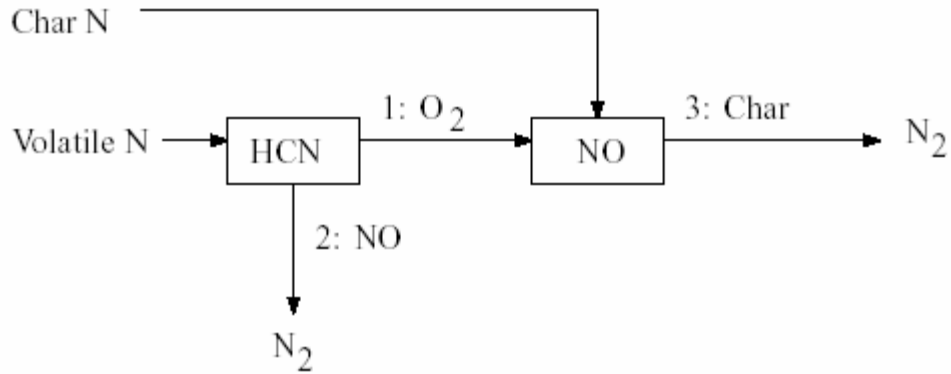 Char N
1: O₂
3: Char
Volatile N
HCN
NO
N₂
2: NO
N₂